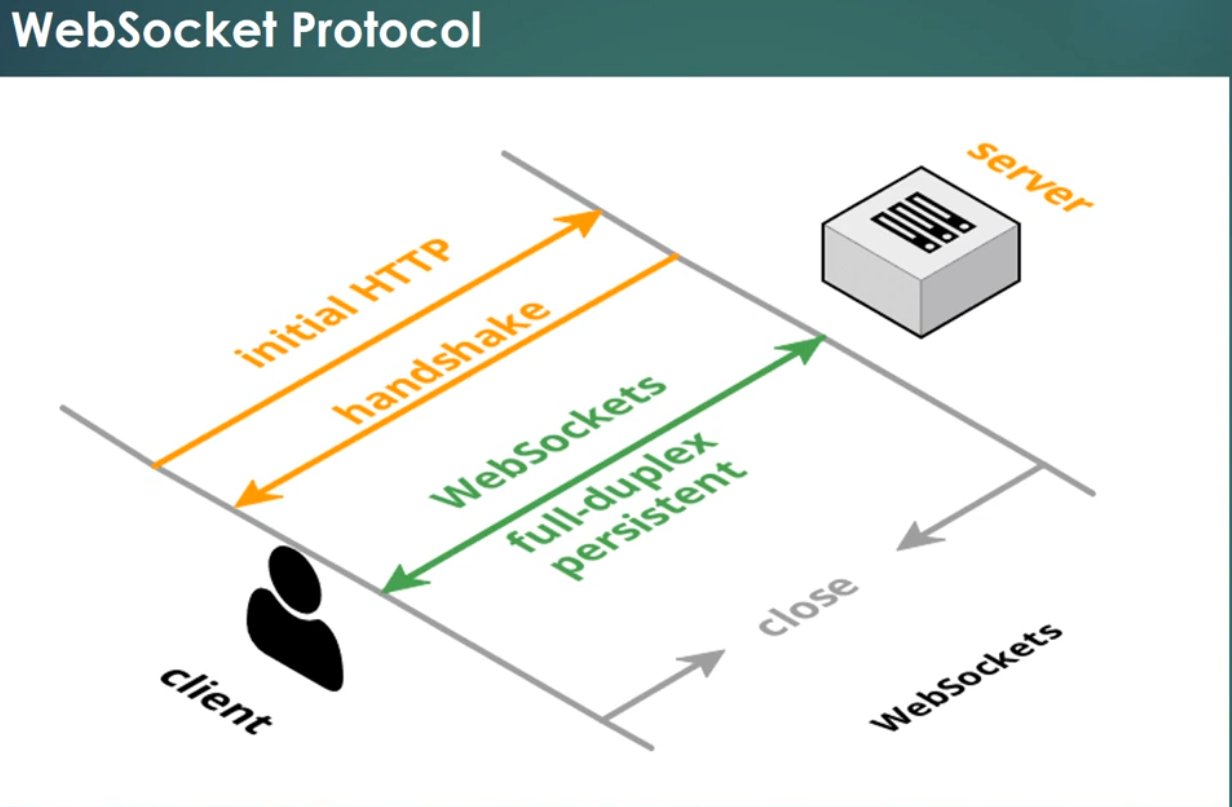 WebSocket Protocol
server
initial HTTP
handshake
WebSockets
full-duplex
persistent
close
client
WebSockets